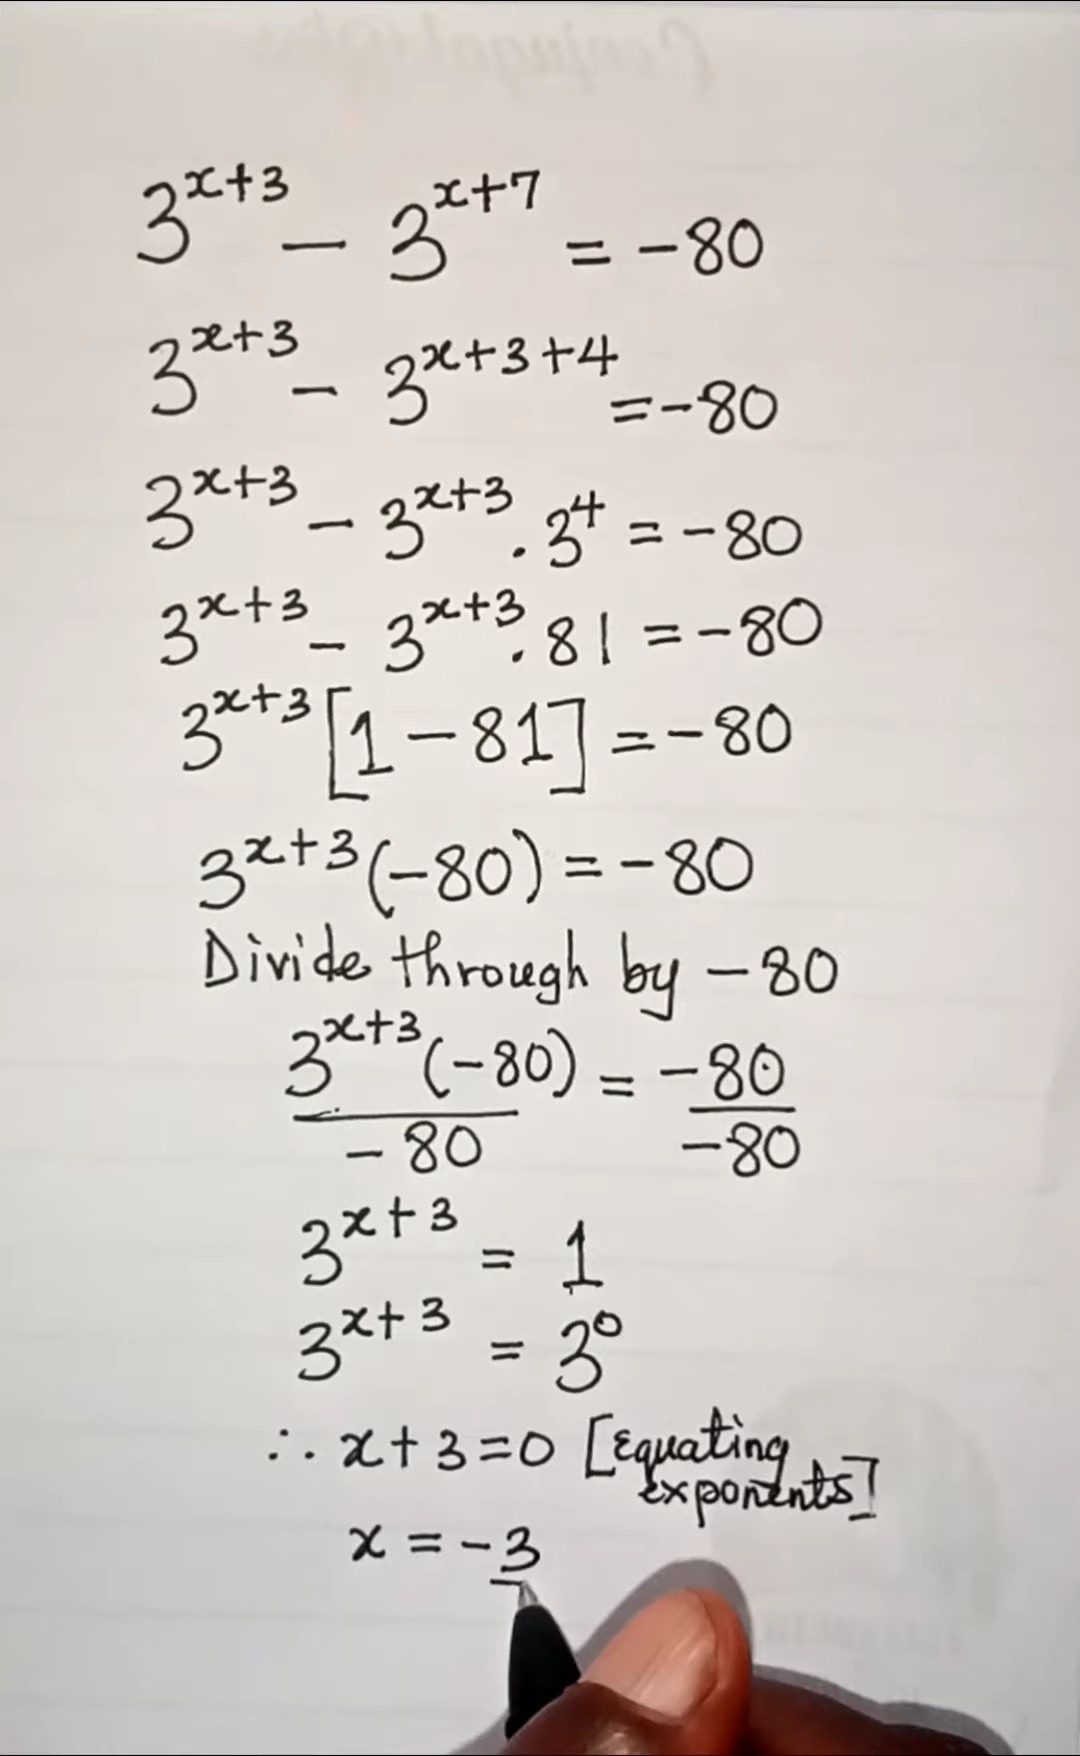 3^{x+3} - 3^{x+7} = -80
3^{x+3} - 3^{x+3+4} = -80
3^{x+3} - 3^{x+3} . 3^4 = -80
3^{x+3} - 3^{x+3} . 81 = -80
3^{x+3} [1 - 81] = -80
3^{x+3} (-80) = -80
Divide through by -80
\frac{3^{x+3} (-80)}{-80} = \frac{-80}{-80}
3^{x+3} = 1
3^{x+3} = 3^0
∴ x + 3 = 0 [Equating exponents]
x = -3